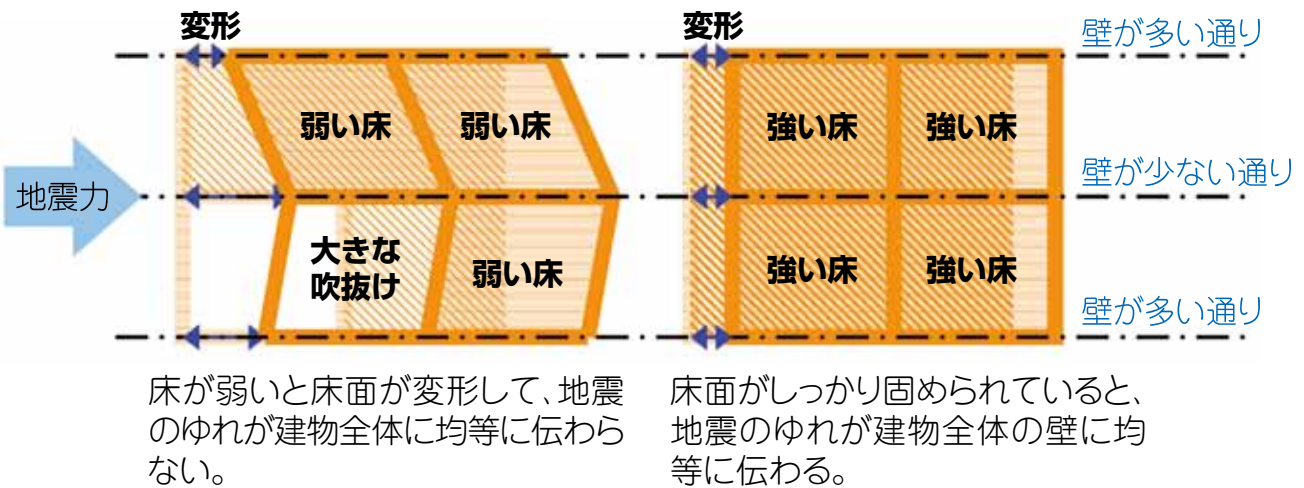 変形
変形
壁が多い通り
弱い床
弱い床
強い床
強い床
地震力
壁が少ない通り
大きな
吹抜け
弱い床
強い床
強い床
壁が多い通り
床が弱いと床面が変形して、地震
のゆれが建物全体に均等に伝わら
ない。
床面がしっかり固められていると、
地震のゆれが建物全体の壁に均
等に伝わる。